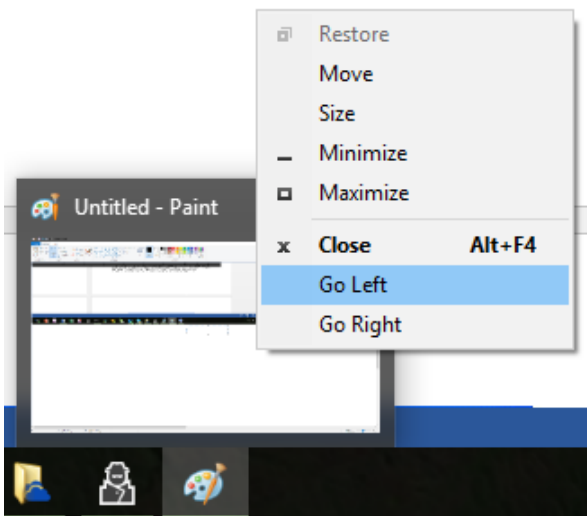 Restore
Move
Size
Minimize
Maximize
Close Alt+F4
Go Left
Go Right
Untitled - Paint